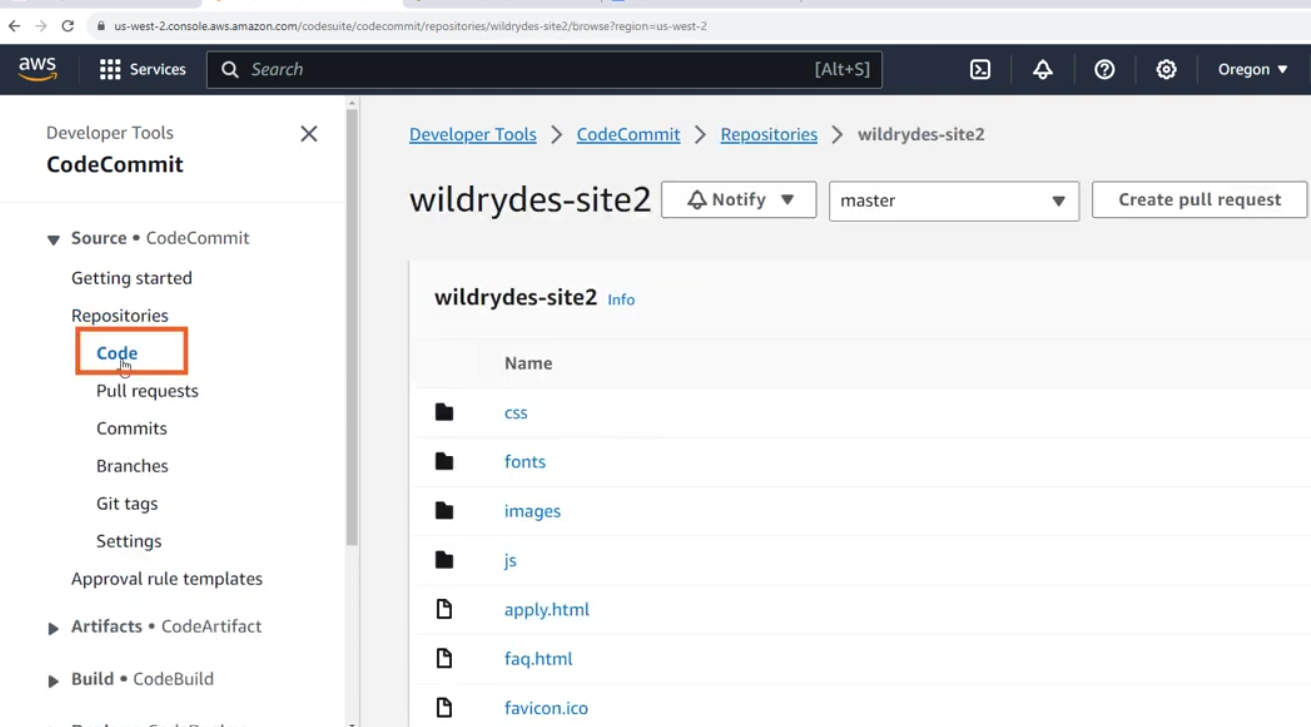 us-west-2.console.aws.amazon.com/codesuite/codecommit/repositories/wildrydes-site2/browse?region=us-west-2
aws Services Search [Alt+S] Oregon
Developer Tools
CodeCommit
Source • CodeCommit
Getting started
Repositories
Code
Pull requests
Commits
Branches
Git tags
Settings
Approval rule templates
Artifacts • CodeArtifact
Build • CodeBuild
Developer Tools > CodeCommit > Repositories > wildrydes-site2
wildrydes-site2 Notify master Create pull request
wildrydes-site2 Info
Name
css
fonts
images
js
apply.html
faq.html
favicon.ico